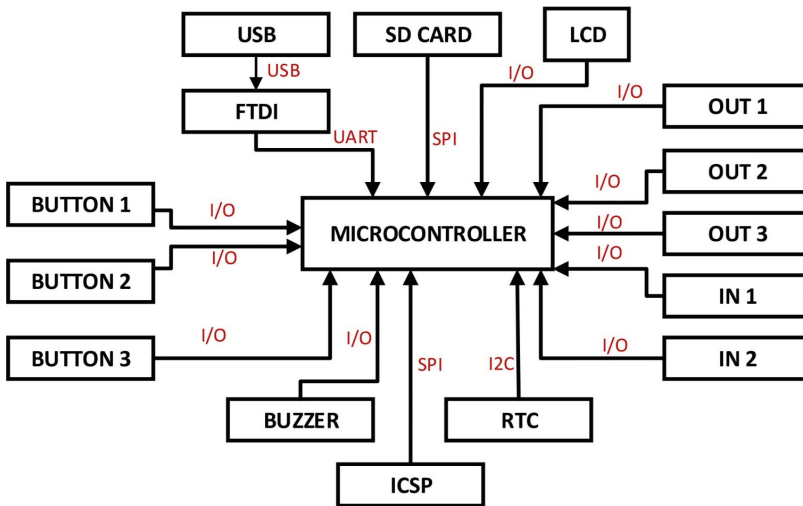 USB
SD CARD
LCD
USB
I/O
FTDI
I/O
OUT 1
UART
SPI
OUT 2
I/O
BUTTON 1
I/O
MICROCONTROLLER
I/O
OUT 3
I/O
I/O
BUTTON 2
IN 1
BUTTON 3
I/O
I/O
SPI
I2C
I/O
IN 2
BUZZER
RTC
ICSP